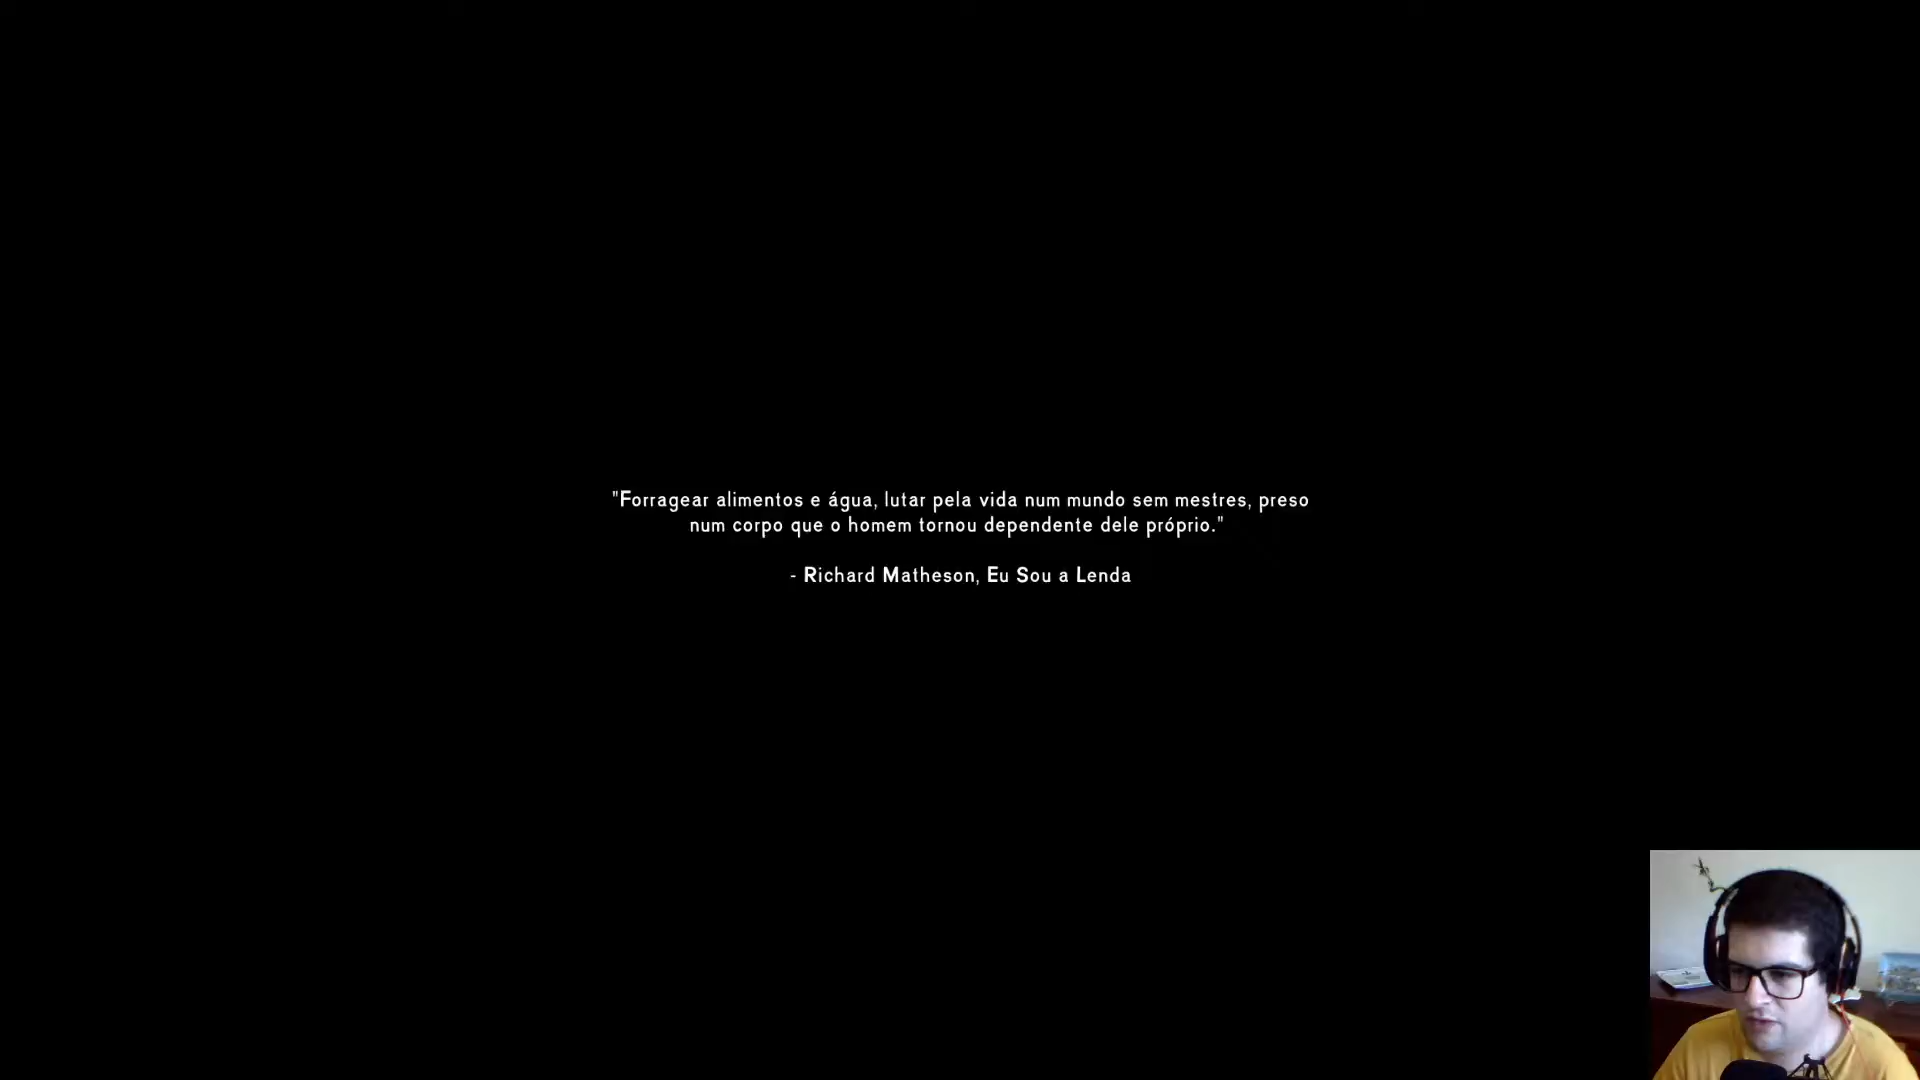 "Forragear alimentos e água, lutar pela vida num mundo sem mestres, preso
num corpo que o homem tornou dependente dele próprio."
- Richard Matheson, Eu Sou a Lenda